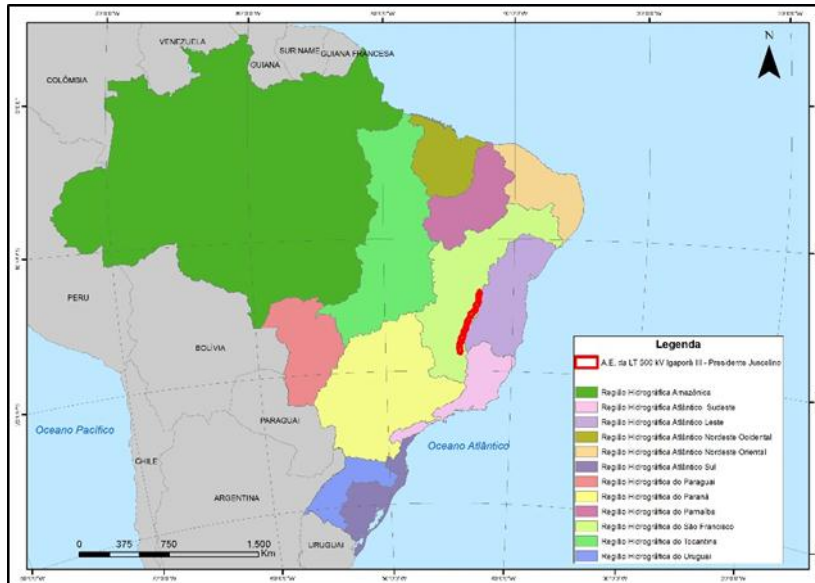 VENEZUELA
SURINAME
GUIANA FRANCESA
GUIANA
COLÔMBIA
PERU
BOLÍVIA
PARAGUAI
CHILE
ARGENTINA
URUGUAI
Oceano Pacífico
Oceano Atlântico
N
0 375 750 1.500
Km
Legenda
A.E. da LT 500 kV Igaporã III - Presidente Juscelino
Região Hidrográfica Amazônica
Região Hidrográfica Atlântico Sudeste
Região Hidrográfica Atlântico Leste
Região Hidrográfica Atlântico Nordeste Ocidental
Região Hidrográfica Atlântico Nordeste Oriental
Região Hidrográfica Atlântico Sul
Região Hidrográfica do Paraguai
Região Hidrográfica do Paraná
Região Hidrográfica do Parnaíba
Região Hidrográfica do São Francisco
Região Hidrográfica do Tocantins
Região Hidrográfica do Uruguai